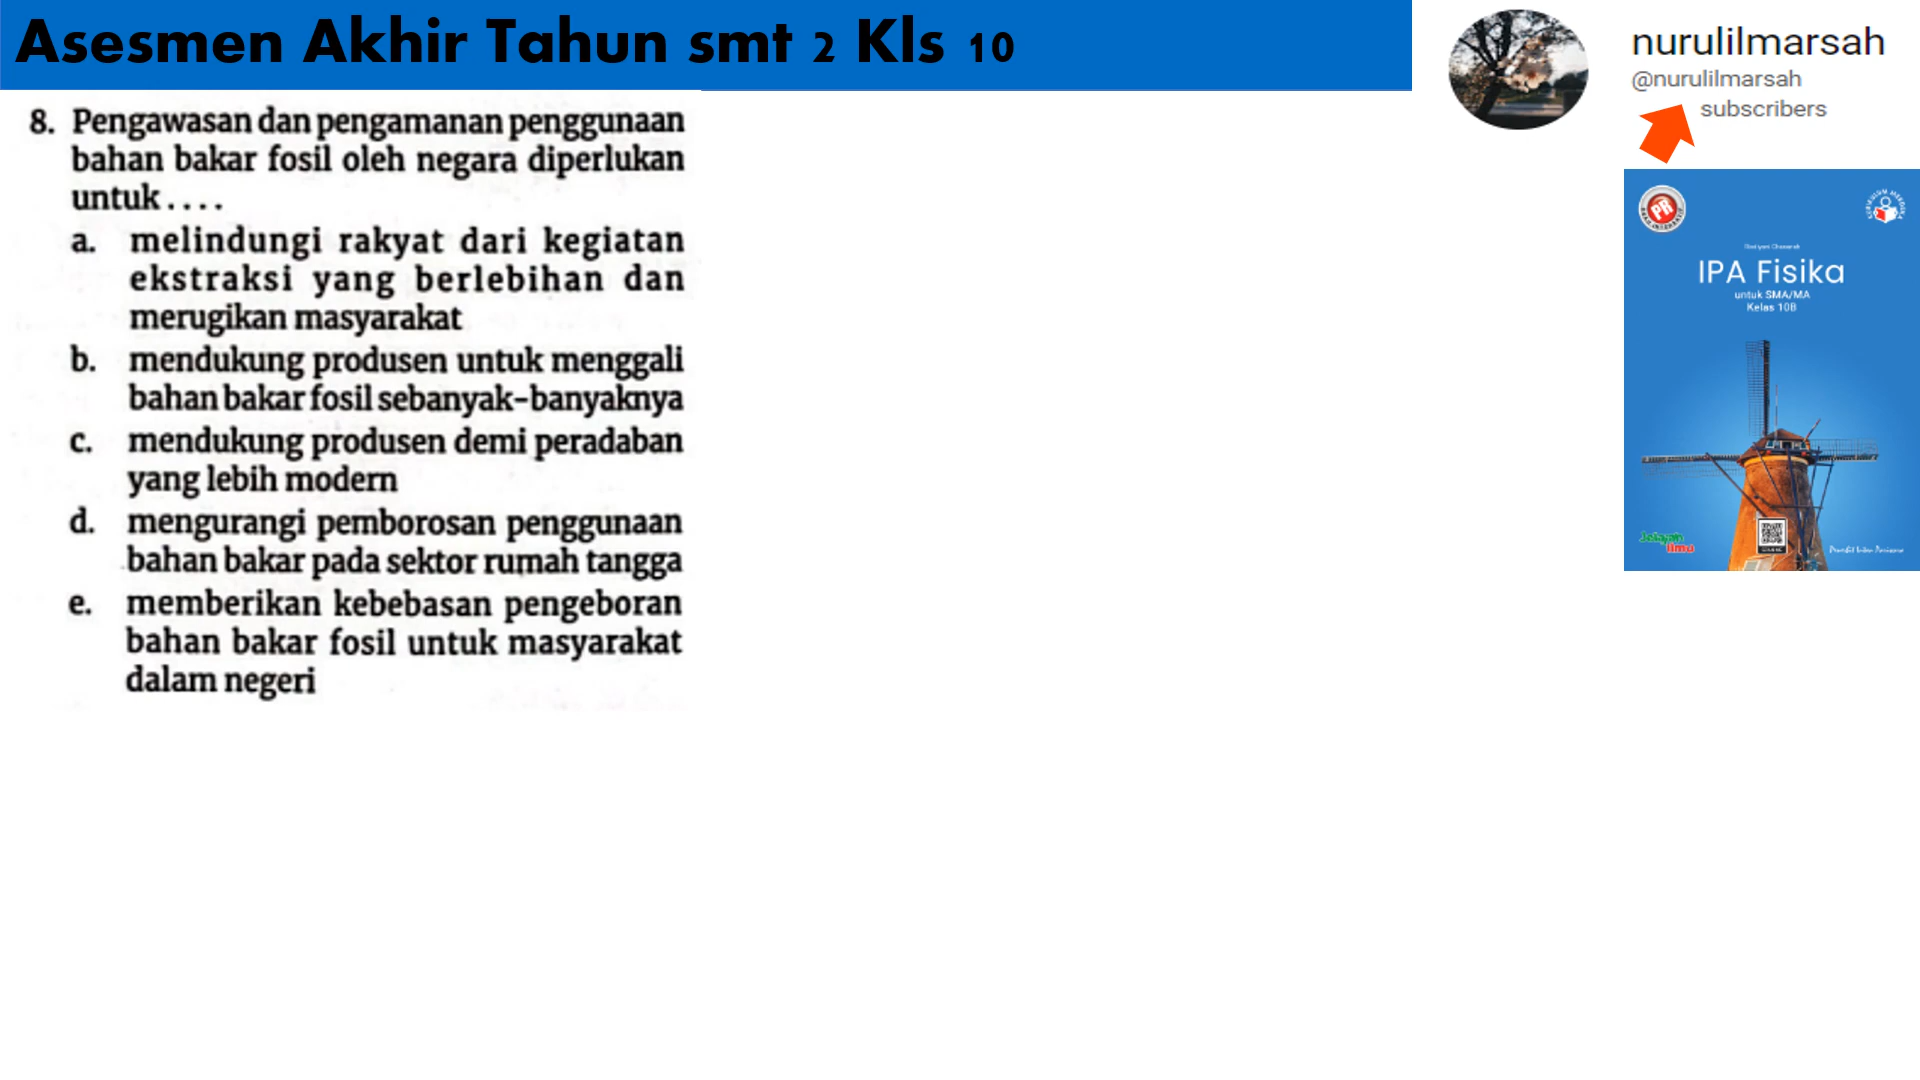 Asesmen Akhir Tahun smt 2 Kls 10
nurulilmarsah
@nurulilmarsah
subscribers
8. Pengawasan dan pengamanan penggunaan
bahan bakar fosil oleh negara diperlukan
untuk . . . .
a. melindungi rakyat dari kegiatan
ekstraksi yang berlebihan dan
merugikan masyarakat
b. mendukung produsen untuk menggali
bahan bakar fosil sebanyak-banyaknya
c. mendukung produsen demi peradaban
yang lebih modern
d. mengurangi pemborosan penggunaan
bahan bakar pada sektor rumah tangga
e. memberikan kebebasan pengeboran
bahan bakar fosil untuk masyarakat
dalam negeri
PR
IPA Fisika
untuk SMA/MA
Kelas 10B
Jelajah
Ilmu